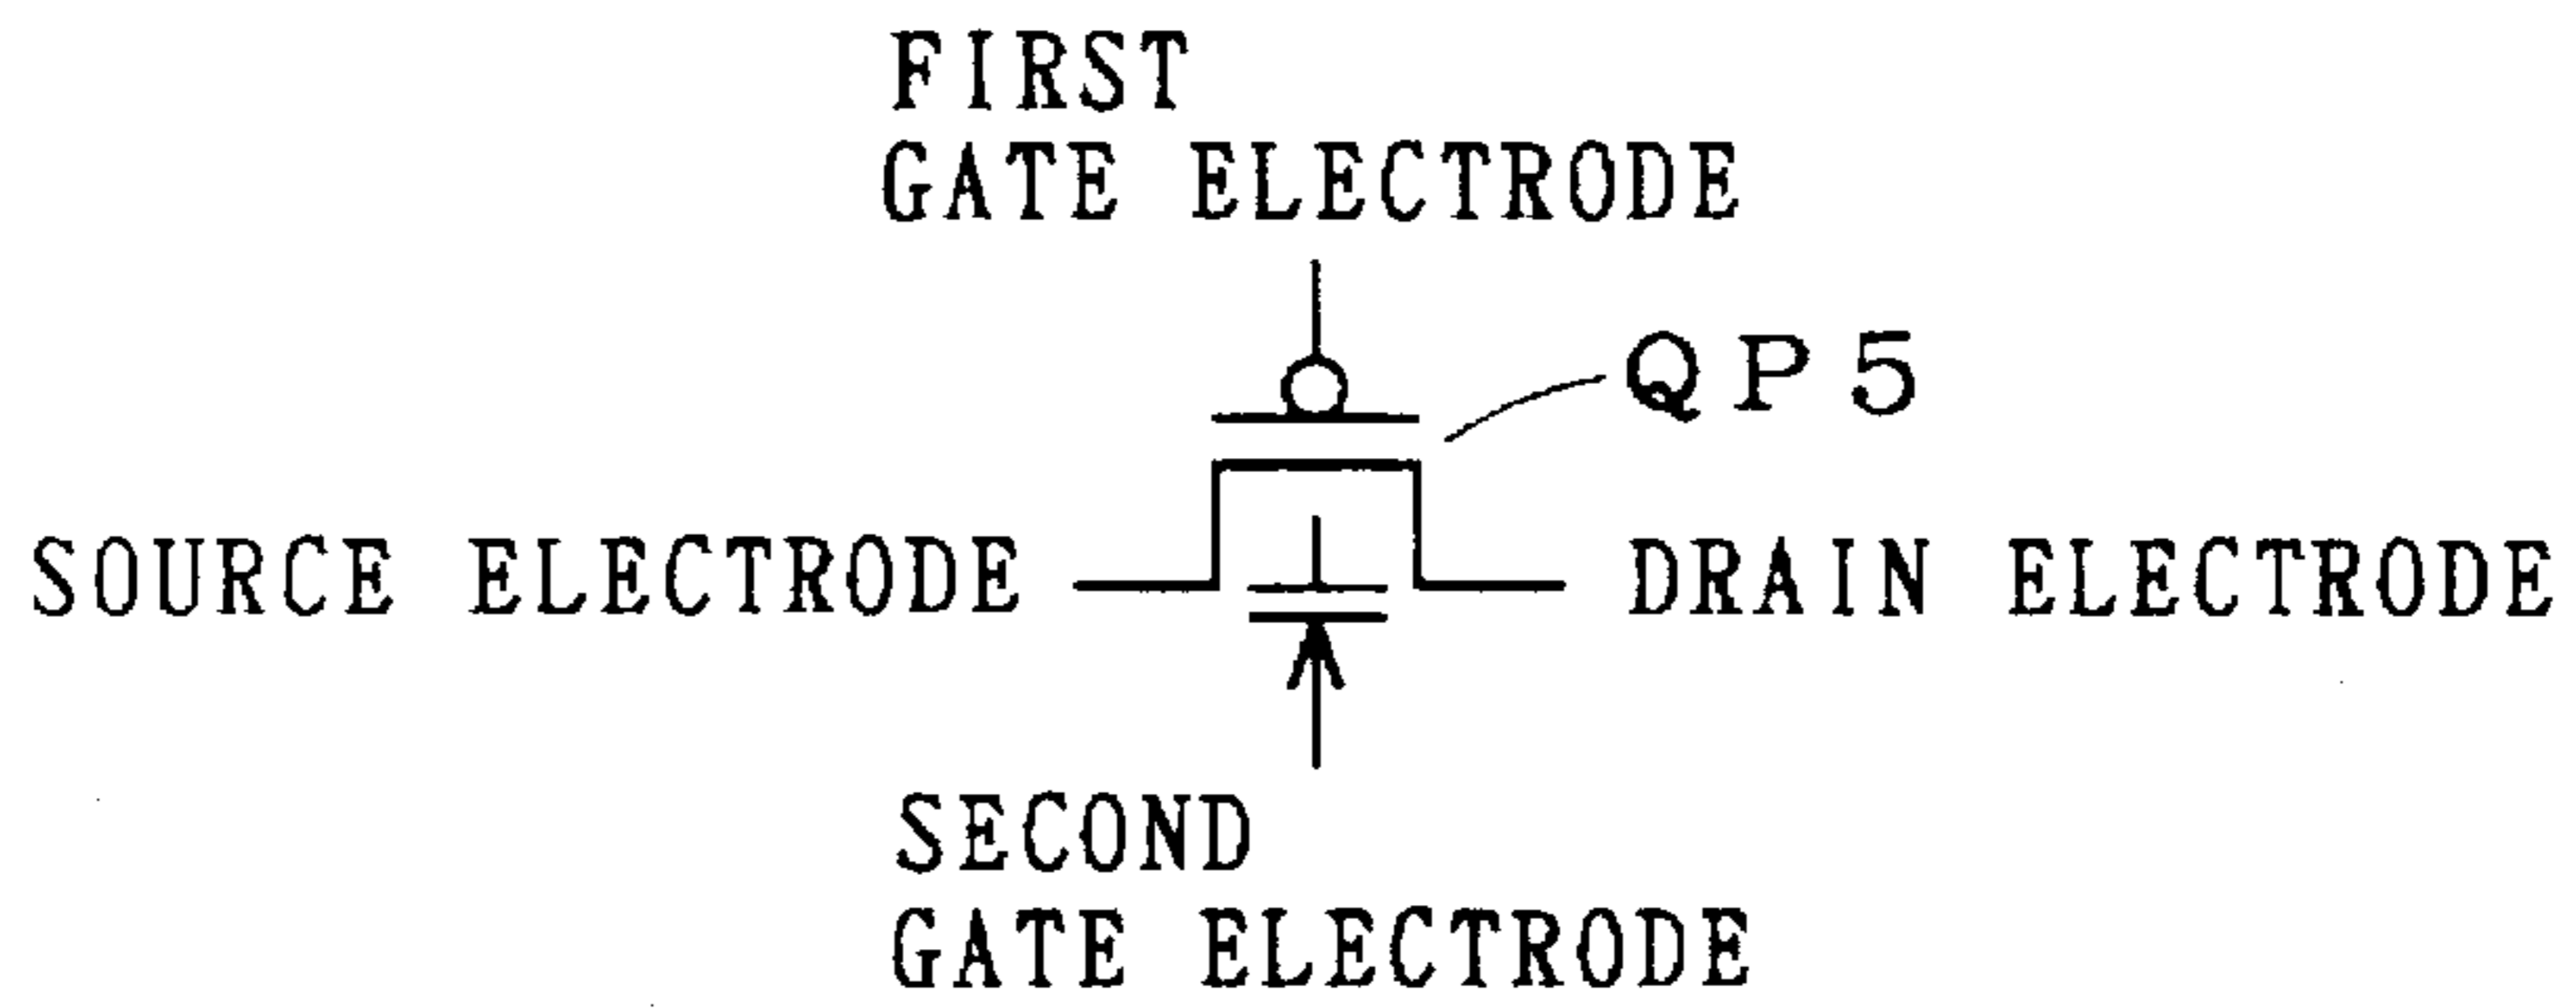 FIRST
GATE ELECTRODE
QP5
SOURCE ELECTRODE
DRAIN ELECTRODE
SECOND
GATE ELECTRODE